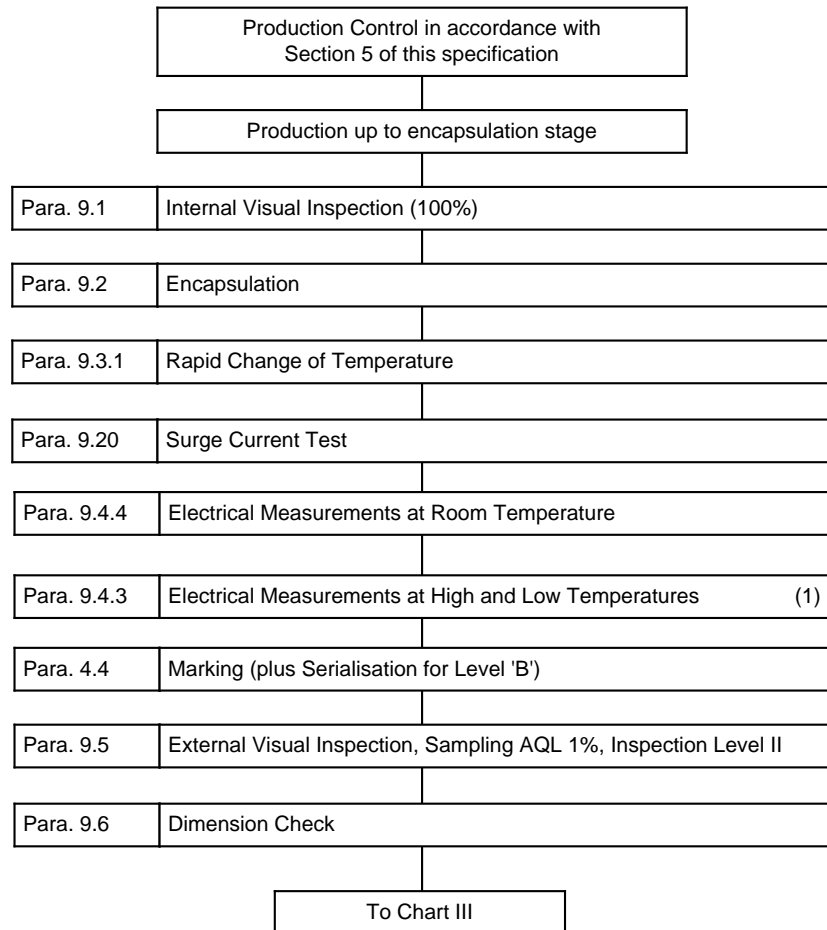 Production Control in accordance with
Section 5 of this specification
Production up to encapsulation stage
Para. 9.1 Internal Visual Inspection (100%)
Para. 9.2 Encapsulation
Para. 9.3.1 Rapid Change of Temperature
Para. 9.20 Surge Current Test
Para. 9.4.4 Electrical Measurements at Room Temperature
Para. 9.4.3 Electrical Measurements at High and Low Temperatures (1)
Para. 4.4 Marking (plus Serialisation for Level 'B')
Para. 9.5 External Visual Inspection, Sampling AQL 1%, Inspection Level II
Para. 9.6 Dimension Check
To Chart III